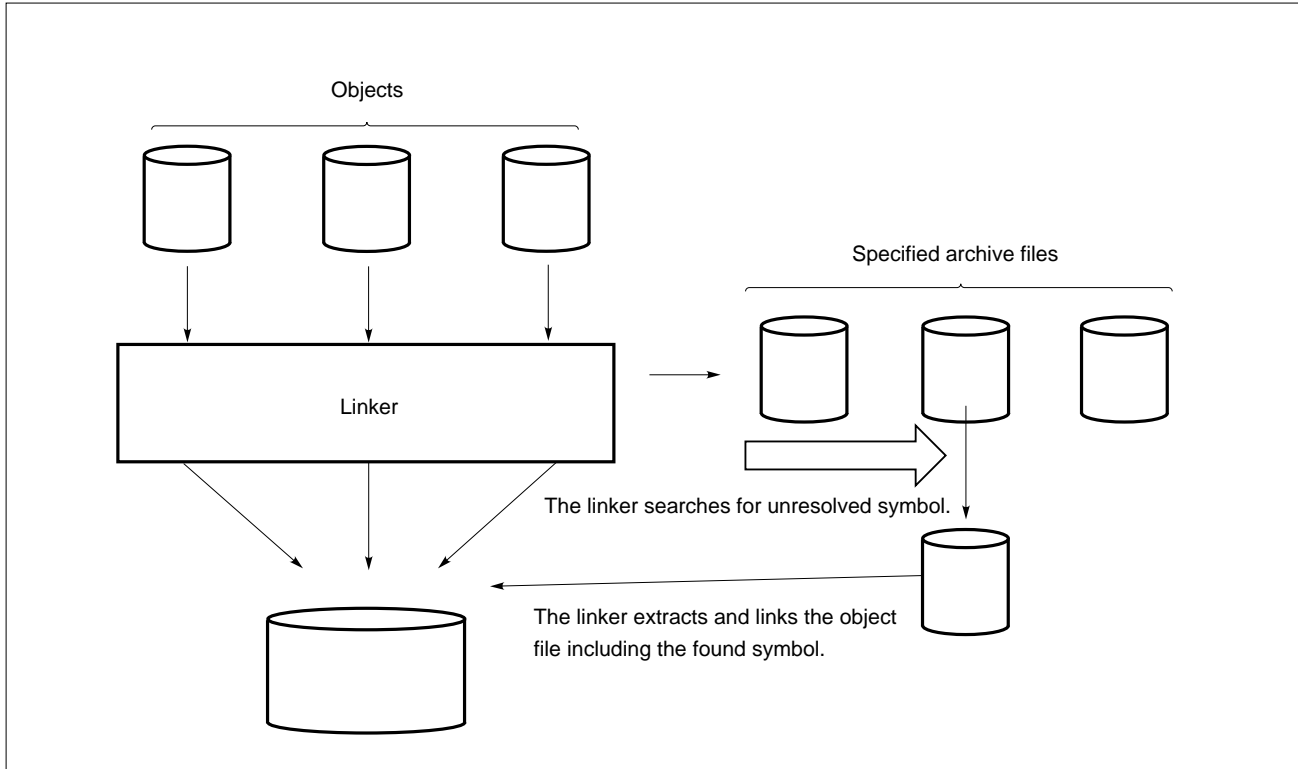 Objects
Specified archive files
Linker
The linker searches for unresolved symbol.
The linker extracts and links the object
file including the found symbol.